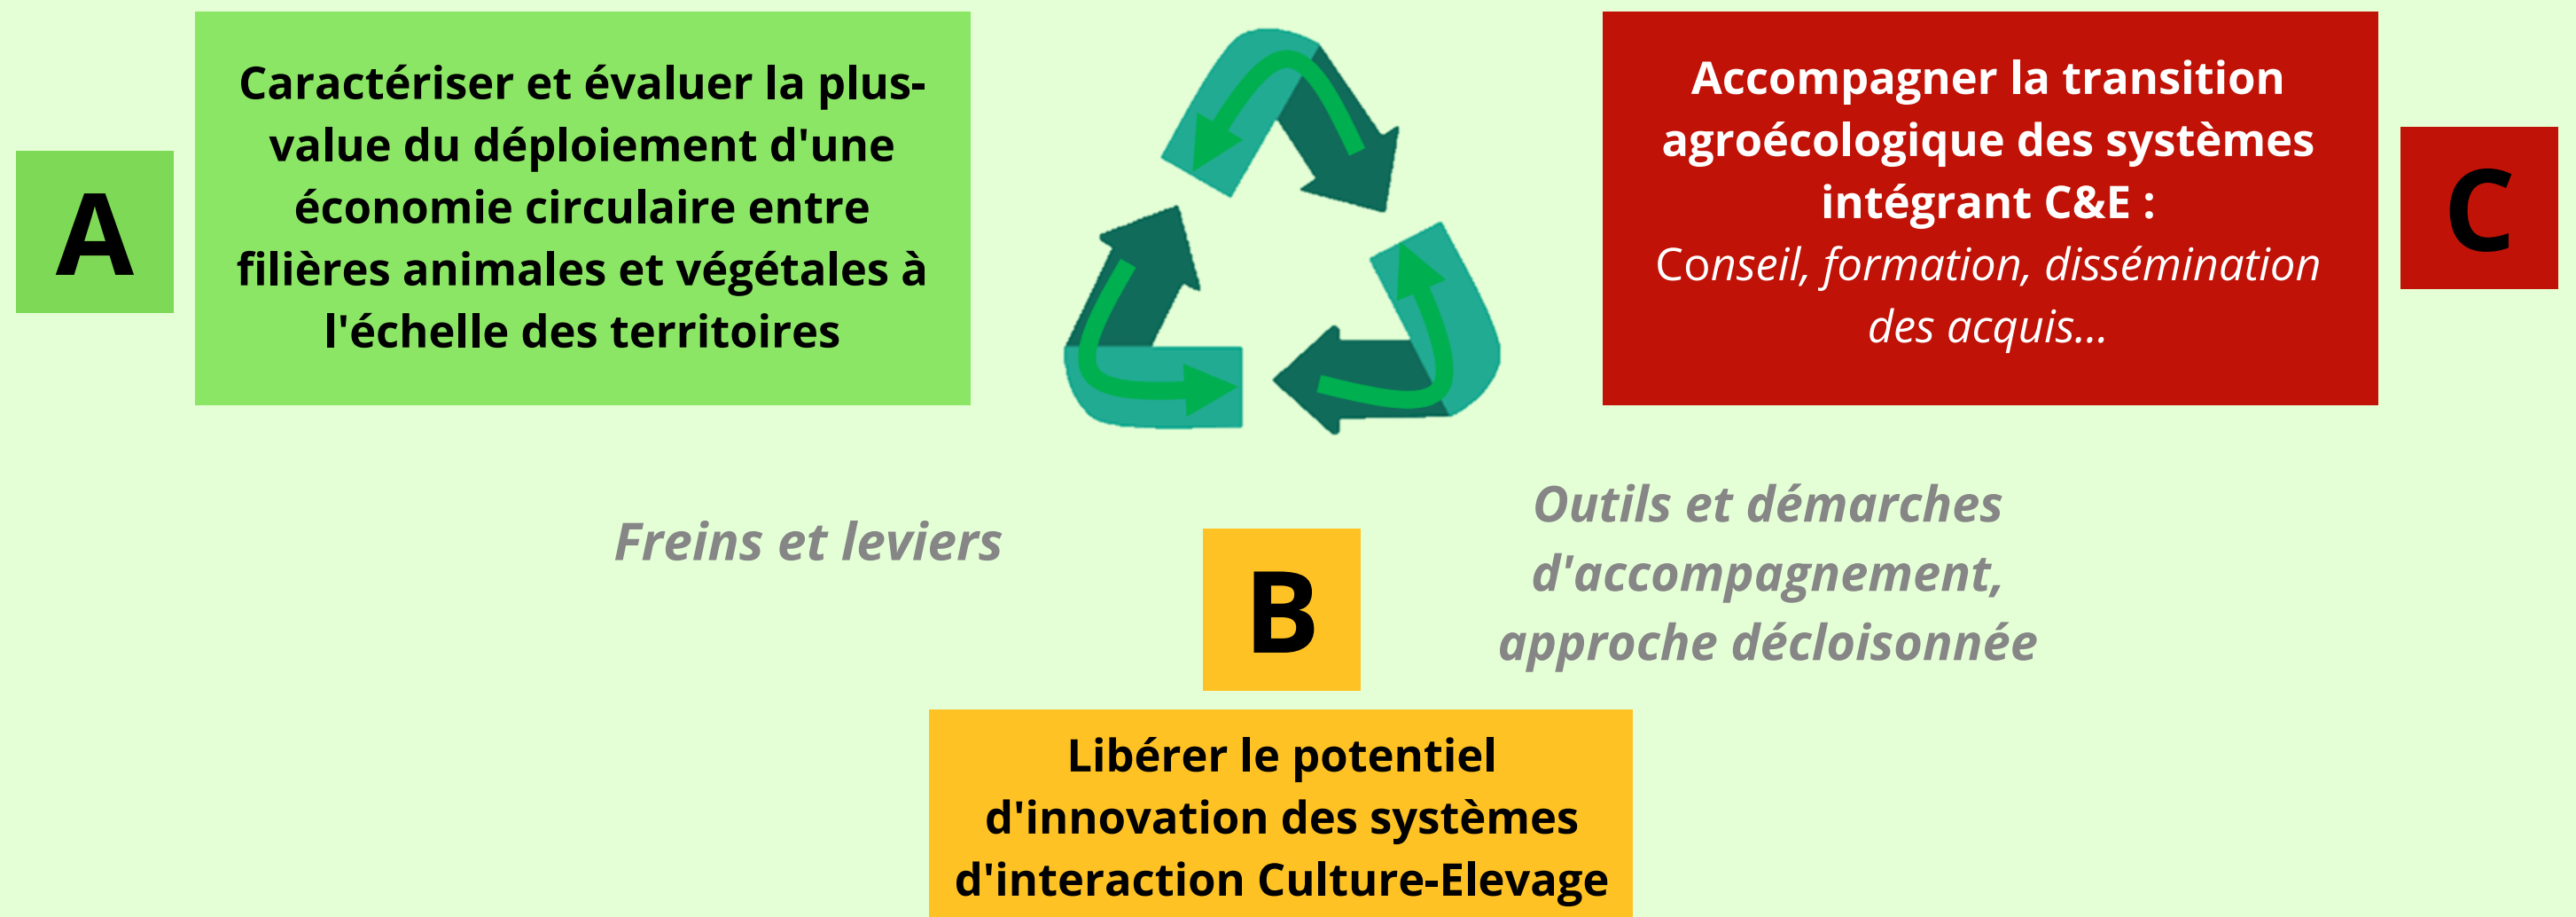 A
Caractériser et évaluer la plus-
value du déploiement d'une
économie circulaire entre
filières animales et végétales à
l'échelle des territoires
Accompagner la transition
agroécologique des systèmes
intégrant C&E :
Conseil, formation, dissémination
des acquis...
C
Freins et leviers
Outils et démarches
d'accompagnement,
approche décloisonnée
B
Libérer le potentiel
d'innovation des systèmes
d'interaction Culture-Elevage